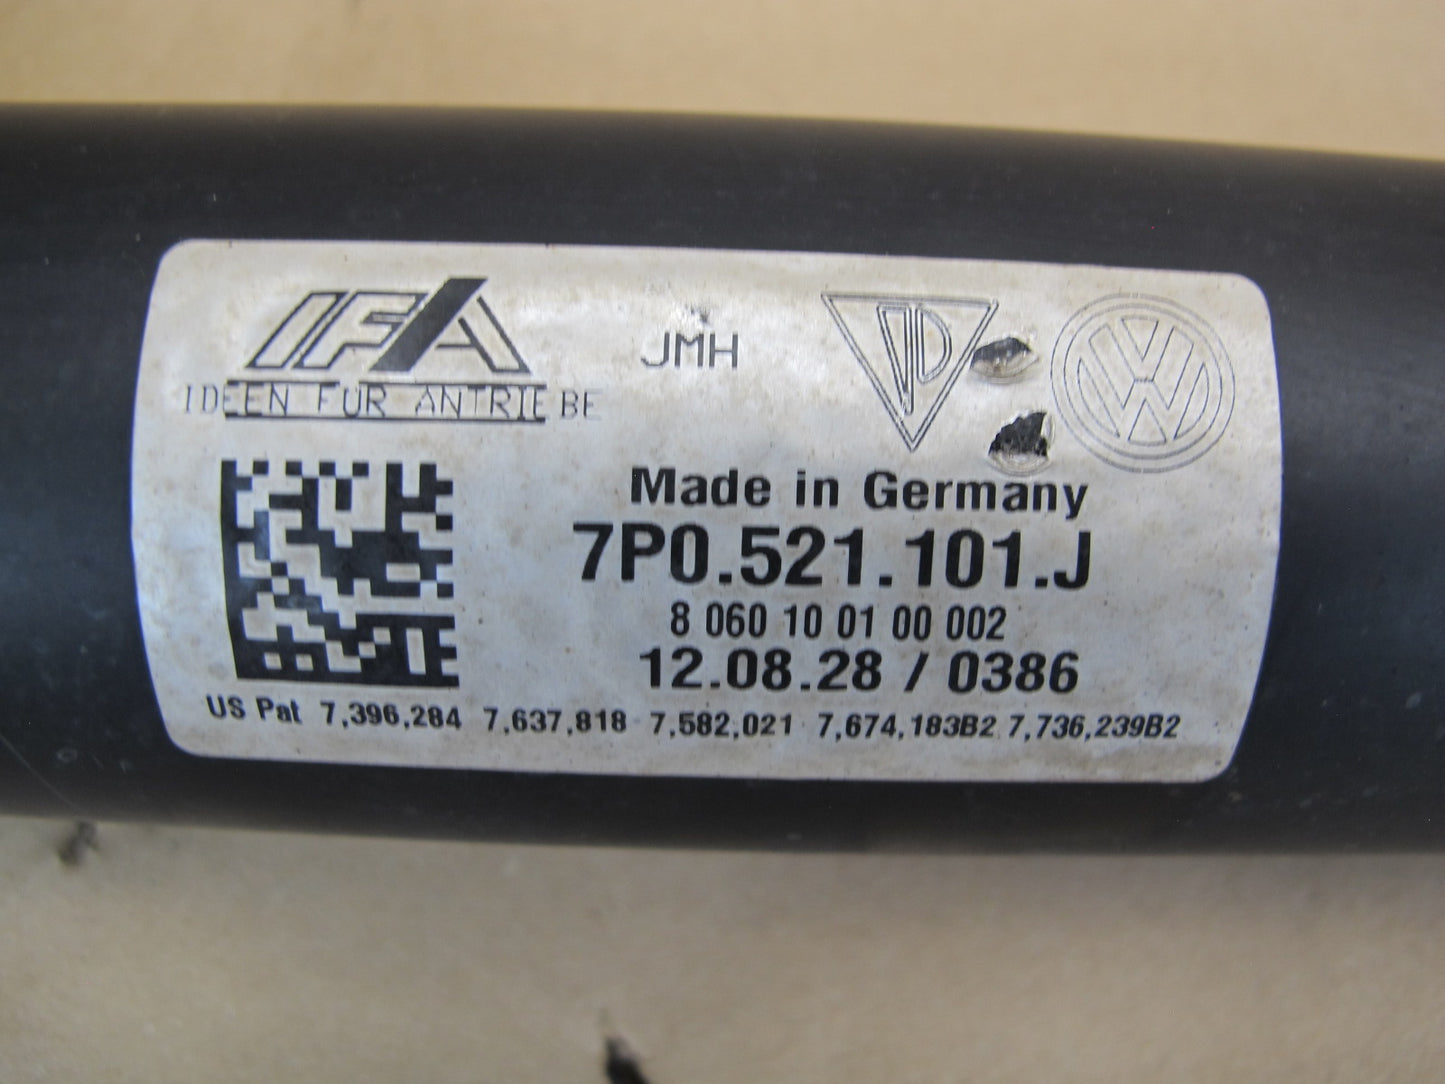 IFA
IDEEN FUR ANTRIEBE
JMH
Made in Germany
7P0.521.101.J
8 060 10 01 00 002
12.08.28 / 0386
US Pat 7,396,284 7,637,818 7,582,021 7,674,183B2 7,736,239B2